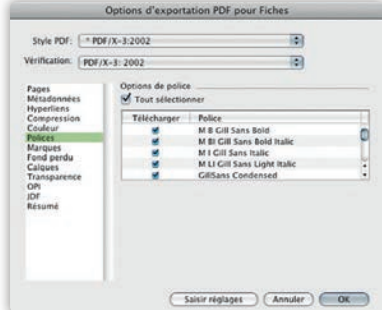 Options d'exportation PDF pour Fiches
Style PDF: * PDF/X-3:2002
Vérification: PDF/X-3: 2002
Pages
Métadonnées
Hyperliens
Compression
Couleur
Polices
Marques
Fond perdu
Calques
Transparence
OPI
JDF
Résumé
Options de police
Tout sélectionner
Télécharger Police
M B Gill Sans Bold
M BI Gill Sans Bold Italic
M I Gill Sans Italic
M LI Gill Sans Light Italic
GillSans Condensed
Saisir réglages Annuler OK